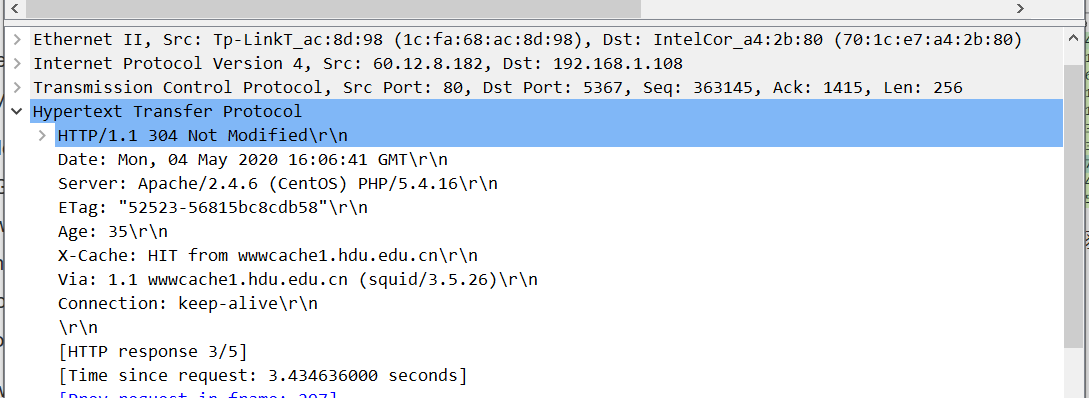 Ethernet II, Src: Tp-LinkT_ac:8d:98 (1c:fa:68:ac:8d:98), Dst: IntelCor_a4:2b:80 (70:1c:e7:a4:2b:80)
Internet Protocol Version 4, Src: 60.12.8.182, Dst: 192.168.1.108
Transmission Control Protocol, Src Port: 80, Dst Port: 5367, Seq: 363145, Ack: 1415, Len: 256
Hypertext Transfer Protocol
HTTP/1.1 304 Not Modified\r\n
Date: Mon, 04 May 2020 16:06:41 GMT\r\n
Server: Apache/2.4.6 (CentOS) PHP/5.4.16\r\n
ETag: "52523-56815bc8cdb58"\r\n
Age: 35\r\n
X-Cache: HIT from wwwcache1.hdu.edu.cn\r\n
Via: 1.1 wwwcache1.hdu.edu.cn (squid/3.5.26)\r\n
Connection: keep-alive\r\n
\r\n
[HTTP response 3/5]
[Time since request: 3.434636000 seconds]
[Prev request in frame: 297]